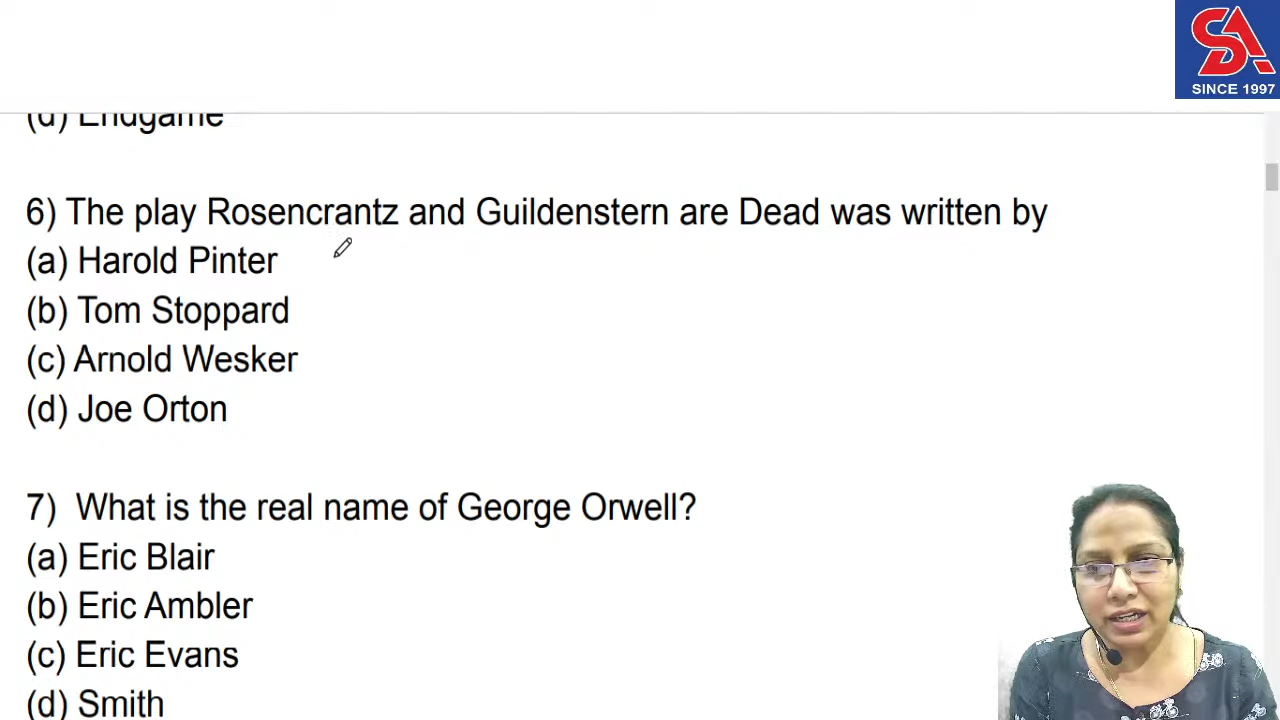 SA
SINCE 1997
(d) Endgame
6) The play Rosencrantz and Guildenstern are Dead was written by
(a) Harold Pinter
(b) Tom Stoppard
(c) Arnold Wesker
(d) Joe Orton
7) What is the real name of George Orwell?
(a) Eric Blair
(b) Eric Ambler
(c) Eric Evans
(d) Smith